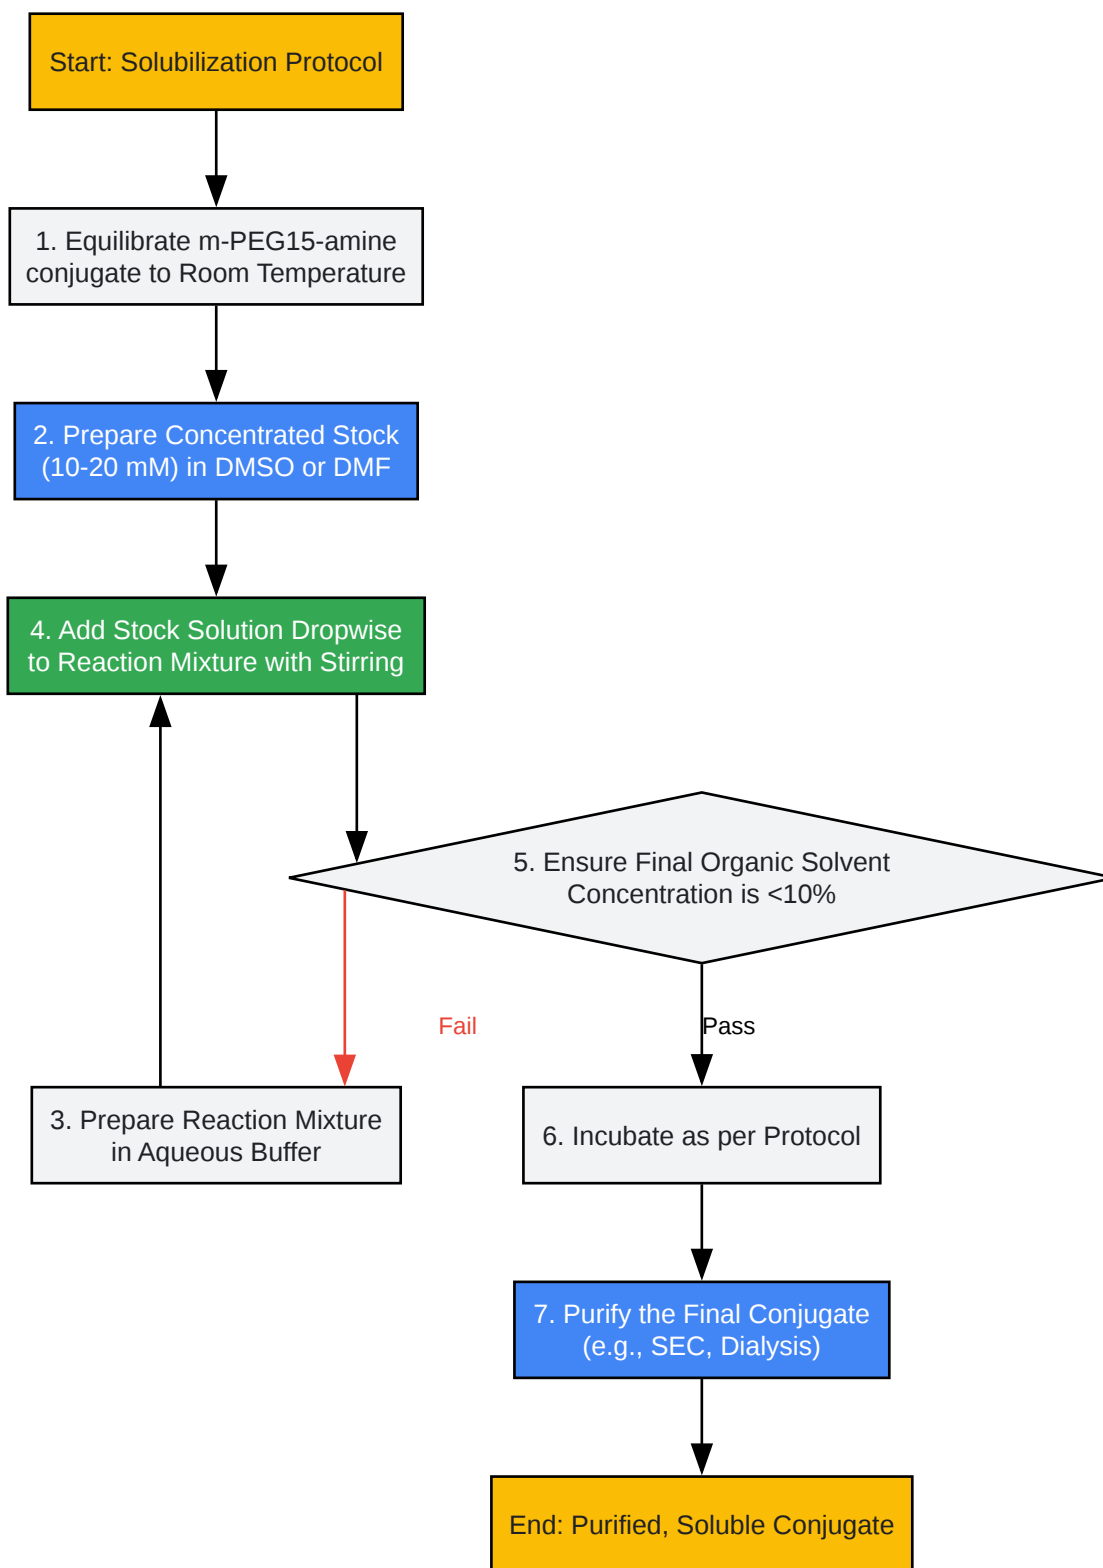 Start: Solubilization Protocol
1. Equilibrate m-PEG15-amine
conjugate to Room Temperature
2. Prepare Concentrated Stock
(10-20 mM) in DMSO or DMF
4. Add Stock Solution Dropwise
to Reaction Mixture with Stirring
5. Ensure Final Organic Solvent
Concentration is <10%
Fail
Pass
3. Prepare Reaction Mixture
in Aqueous Buffer
6. Incubate as per Protocol
7. Purify the Final Conjugate
(e.g., SEC, Dialysis)
End: Purified, Soluble Conjugate